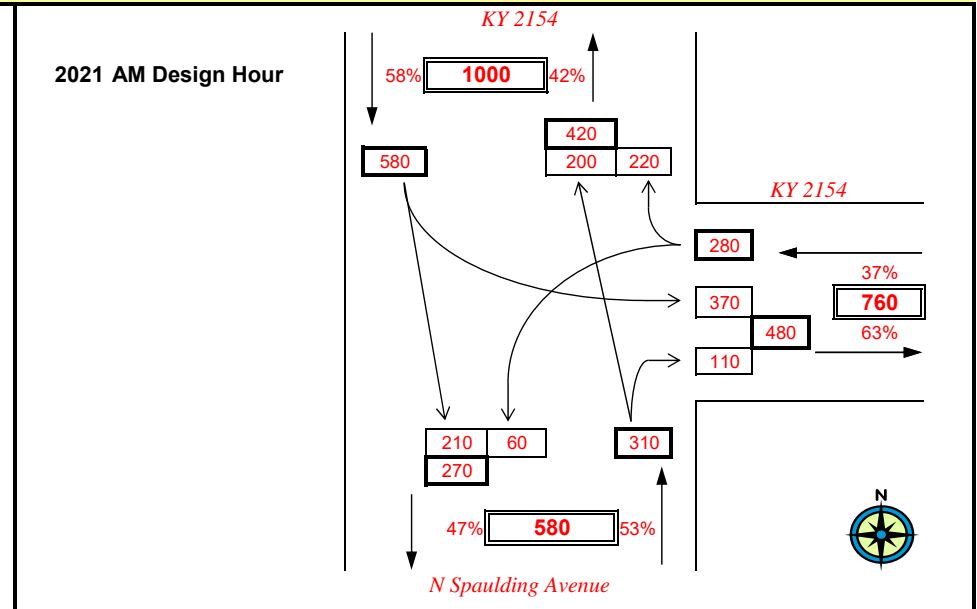 KY 2154
2021 AM Design Hour
58% 1000 42%
420
580 200 220
KY 2154
280
37%
370 760
480
63%
110
210 60 310
270
N
47% 580 53%
N Spaulding Avenue